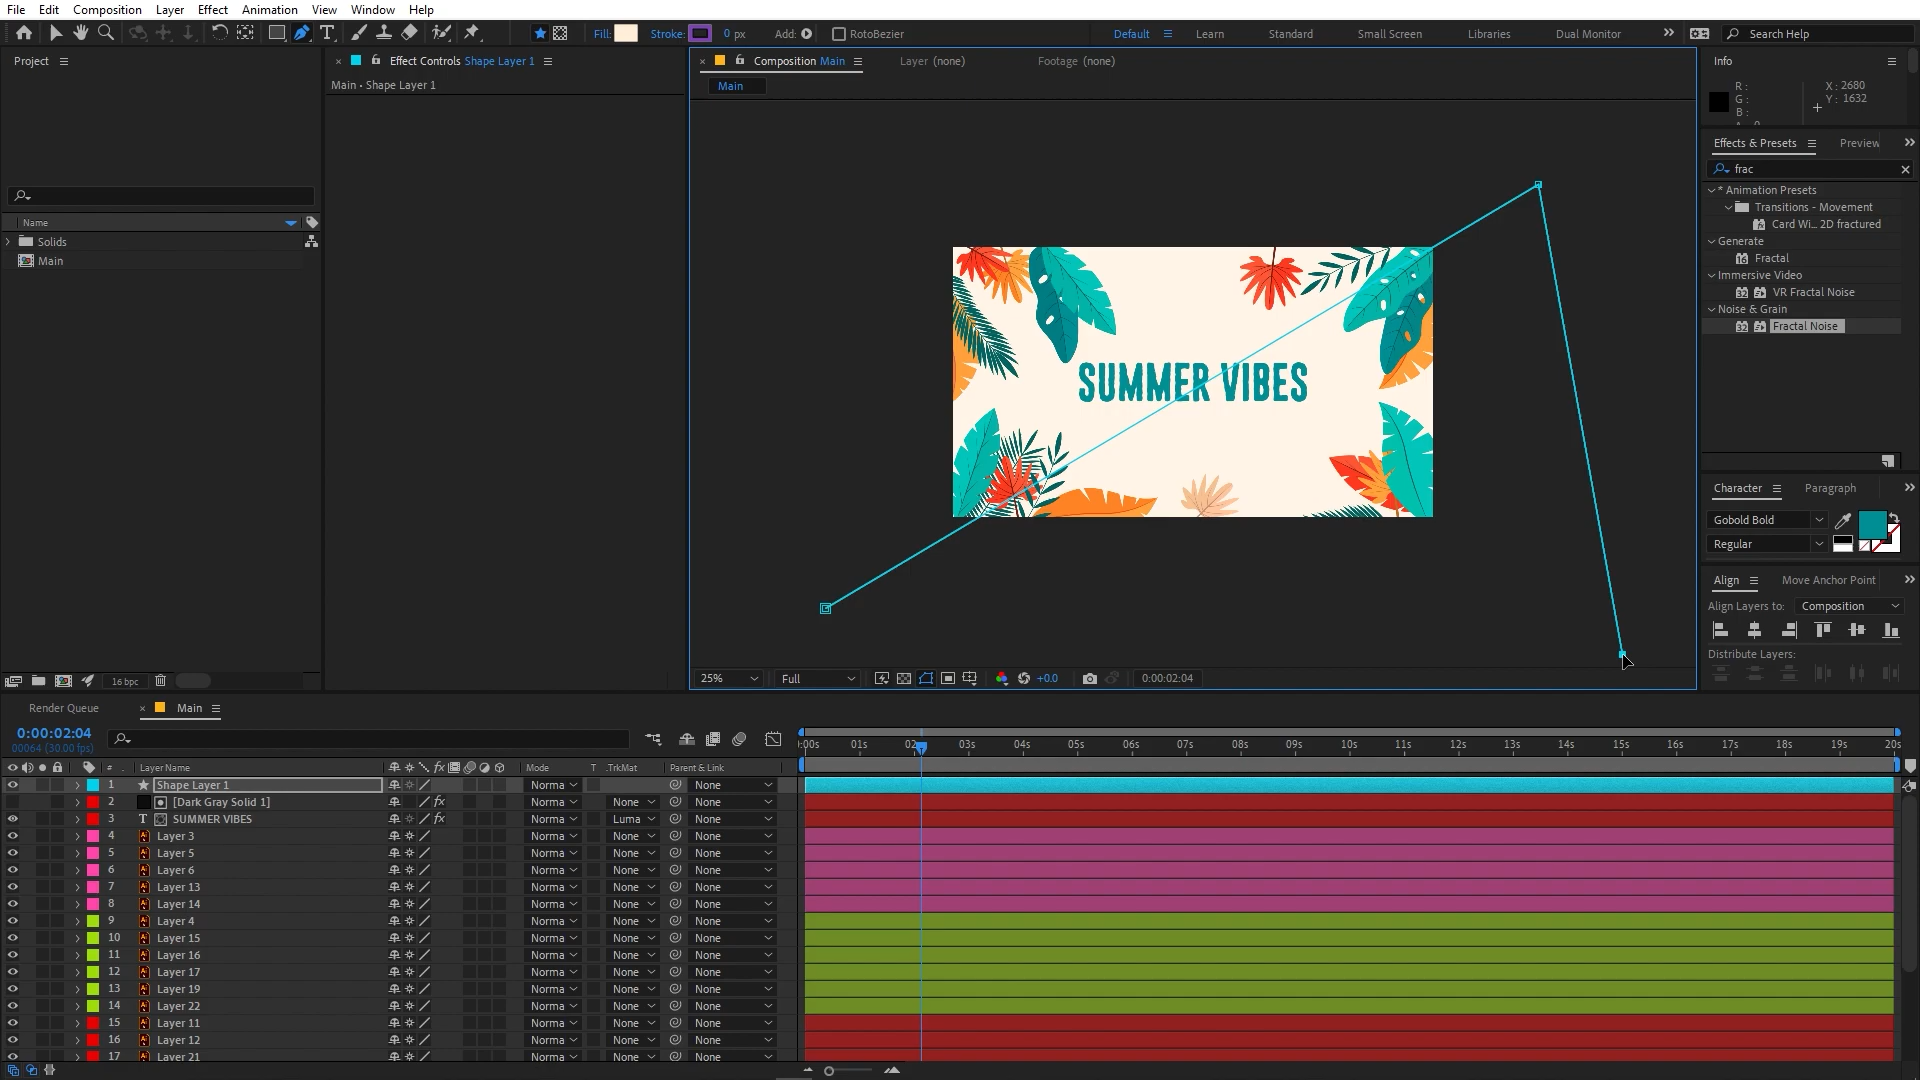 File Edit Composition Layer Effect Animation View Window Help
Fill: Stroke: 0 px Add: RotoBezier Default Learn Standard Small Screen Libraries Dual Monitor Search Help
Project Effect Controls Shape Layer 1 Composition Main Layer (none) Footage (none) Info
Main • Shape Layer 1 Main
R : X : 2680
G : Y : 1632
B :
Effects & Presets Preview
frac
* Animation Presets
Transitions - Movement
Card Wi... 2D fractured
Generate
Fractal
Immersive Video
VR Fractal Noise
Noise & Grain
Fractal Noise
Name
Solids
Main
SUMMER VIBES
Character Paragraph
Gobold Bold
Regular
Align Move Anchor Point
Align Layers to: Composition
Distribute Layers:
16 bpc 25% Full +0.0 0:00:02:04
Render Queue Main
0:00:02:04
00064 (30.00 fps)
:00s 01s 02 03s 04s 05s 06s 07s 08s 09s 10s 11s 12s 13s 14s 15s 16s 17s 18s 19s 20s
# Layer Name Mode T .TrkMat Parent & Link
1 Shape Layer 1 Norma None
2 [Dark Gray Solid 1] Norma None None
3 T SUMMER VIBES Norma Luma None
4 Layer 3 Norma None None
5 Layer 5 Norma None None
6 Layer 6 Norma None None
7 Layer 13 Norma None None
8 Layer 14 Norma None None
9 Layer 4 Norma None None
10 Layer 15 Norma None None
11 Layer 16 Norma None None
12 Layer 17 Norma None None
13 Layer 19 Norma None None
14 Layer 22 Norma None None
15 Layer 11 Norma None None
16 Layer 12 Norma None None
17 Layer 21 Norma None None